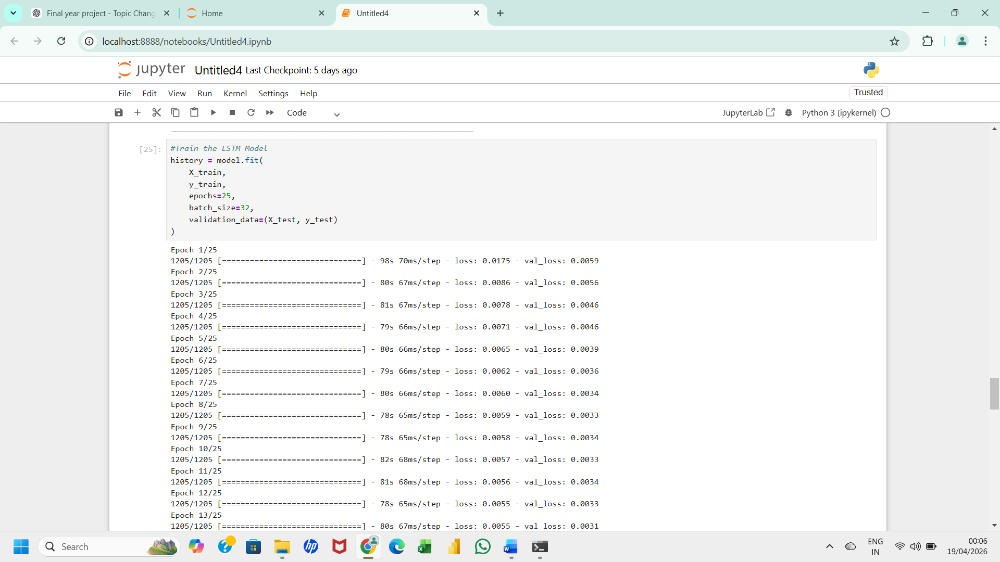 Final year project - Topic Chang
Home
Untitled4
localhost:8888/notebooks/Untitled4.ipynb
jupyter Untitled4 Last Checkpoint: 5 days ago
File Edit View Run Kernel Settings Help
Trusted
Code
JupyterLab
Python 3 (ipykernel)
[25]:
#Train the LSTM Model
history = model.fit(
    X_train,
    y_train,
    epochs=25,
    batch_size=32,
    validation_data=(X_test, y_test)
)
Epoch 1/25
1205/1205 [==============================] - 98s 70ms/step - loss: 0.0175 - val_loss: 0.0059
Epoch 2/25
1205/1205 [==============================] - 80s 67ms/step - loss: 0.0086 - val_loss: 0.0056
Epoch 3/25
1205/1205 [==============================] - 81s 67ms/step - loss: 0.0078 - val_loss: 0.0046
Epoch 4/25
1205/1205 [==============================] - 79s 66ms/step - loss: 0.0071 - val_loss: 0.0046
Epoch 5/25
1205/1205 [==============================] - 80s 66ms/step - loss: 0.0065 - val_loss: 0.0039
Epoch 6/25
1205/1205 [==============================] - 79s 66ms/step - loss: 0.0062 - val_loss: 0.0036
Epoch 7/25
1205/1205 [==============================] - 80s 66ms/step - loss: 0.0060 - val_loss: 0.0034
Epoch 8/25
1205/1205 [==============================] - 78s 65ms/step - loss: 0.0059 - val_loss: 0.0033
Epoch 9/25
1205/1205 [==============================] - 78s 65ms/step - loss: 0.0058 - val_loss: 0.0034
Epoch 10/25
1205/1205 [==============================] - 82s 68ms/step - loss: 0.0057 - val_loss: 0.0033
Epoch 11/25
1205/1205 [==============================] - 81s 68ms/step - loss: 0.0056 - val_loss: 0.0034
Epoch 12/25
1205/1205 [==============================] - 78s 65ms/step - loss: 0.0055 - val_loss: 0.0033
Epoch 13/25
1205/1205 [==============================] - 80s 67ms/step - loss: 0.0055 - val_loss: 0.0031
Search
ENG
IN
00:06
19/04/2026